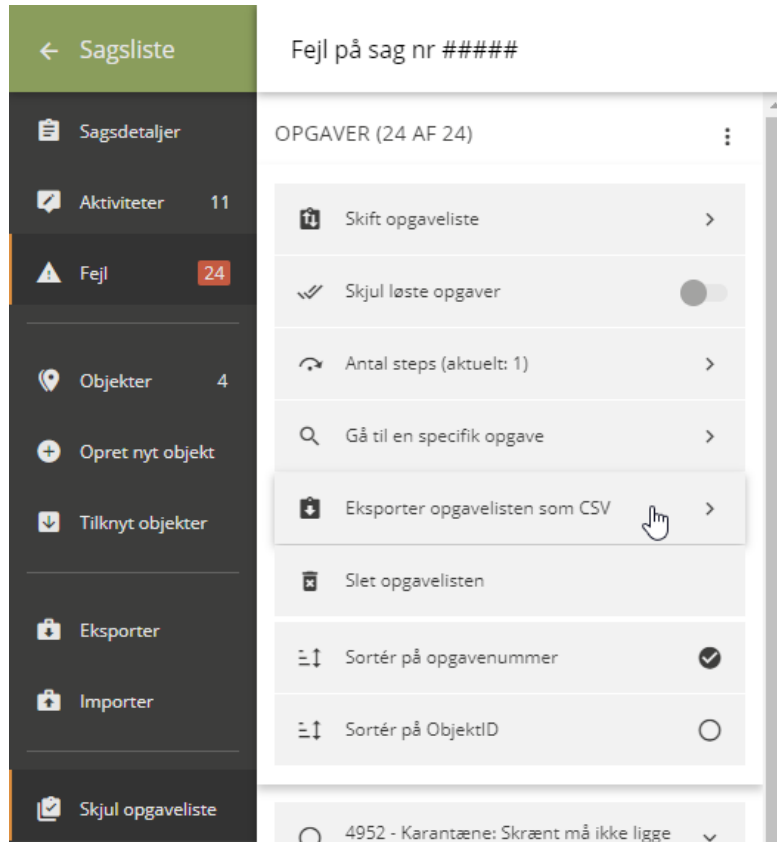 Sagsliste
Fejl på sag nr #####
Sagsdetaljer
Aktiviteter 11
Fejl 24
Objekter 4
Opret nyt objekt
Tilknyt objekter
Eksporter
Importer
Skjul opgaveliste
OPGAVER (24 AF 24)
Skift opgaveliste
Skjul løste opgaver
Antal steps (aktuelt: 1)
Gå til en specifik opgave
Eksporter opgavelisten som CSV
Slet opgavelisten
Sortér på opgavenummer
Sortér på ObjektID
4952 - Karantæne: Skrænt må ikke ligge